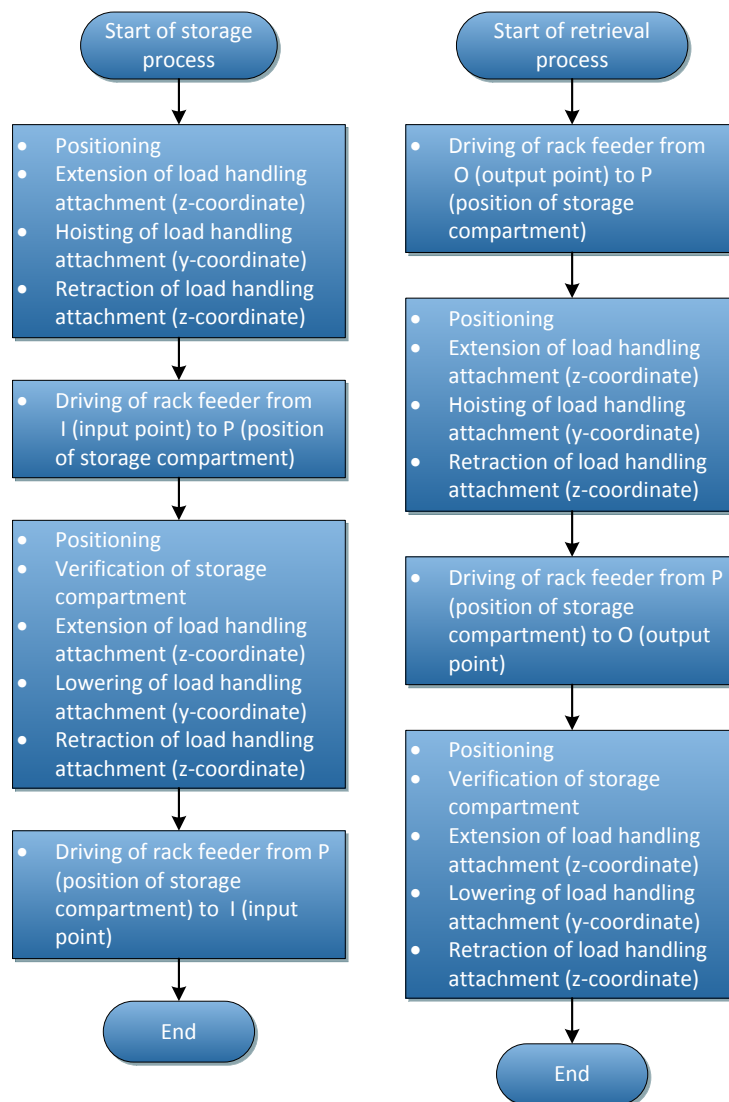 Start of storage
process
• Positioning
• Extension of load handling
attachment (z-coordinate)
• Hoisting of load handling
attachment (y-coordinate)
• Retraction of load handling
attachment (z-coordinate)
• Driving of rack feeder from
I (input point) to P (position
of storage compartment)
• Positioning
• Verification of storage
compartment
• Extension of load handling
attachment (z-coordinate)
• Lowering of load handling
attachment (y-coordinate)
• Retraction of load handling
attachment (z-coordinate)
• Driving of rack feeder from P
(position of storage
compartment) to I (input
point)
End
Start of retrieval
process
• Driving of rack feeder from
O (output point) to P
(position of storage
compartment)
• Positioning
• Extension of load handling
attachment (z-coordinate)
• Hoisting of load handling
attachment (y-coordinate)
• Retraction of load handling
attachment (z-coordinate)
• Driving of rack feeder from P
(position of storage
compartment) to O (output
point)
• Positioning
• Verification of storage
compartment
• Extension of load handling
attachment (z-coordinate)
• Lowering of load handling
attachment (y-coordinate)
• Retraction of load handling
attachment (z-coordinate)
End